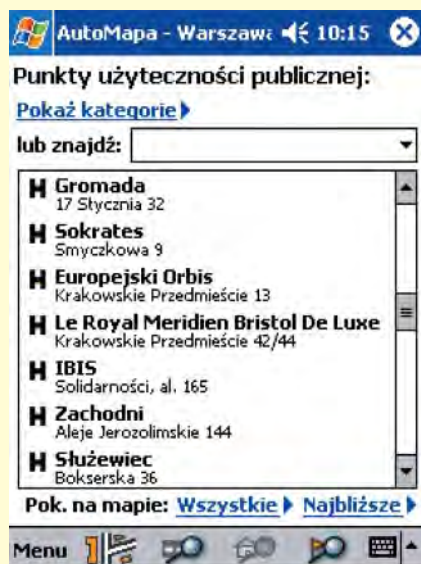 AutoMapa - Warszawa 10:15
Punkty użyteczności publicznej:
Pokaż kategorie
lub znajdź:
H Gromada
17 Stycznia 32
H Sokrates
Smyczkowa 9
H Europejski Orbis
Krakowskie Przedmieście 13
H Le Royal Meridien Bristol De Luxe
Krakowskie Przedmieście 42/44
H IBIS
Solidarności, al. 165
H Zachodni
Aleje Jerozolimskie 144
H Służewiec
Bokserska 36
Pok. na mapie: Wszystkie Najbliższe
Menu